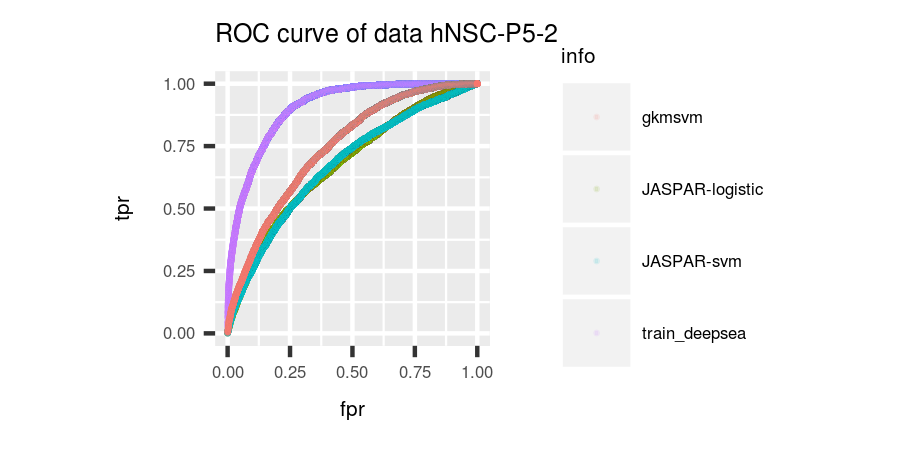 ROC curve of data hNSC-P5-2
info
1.00
0.75
0.50
0.25
0.00
tpr
0.00 0.25 0.50 0.75 1.00
fpr
gkmsvm
JASPAR-logistic
JASPAR-svm
train_deepsea